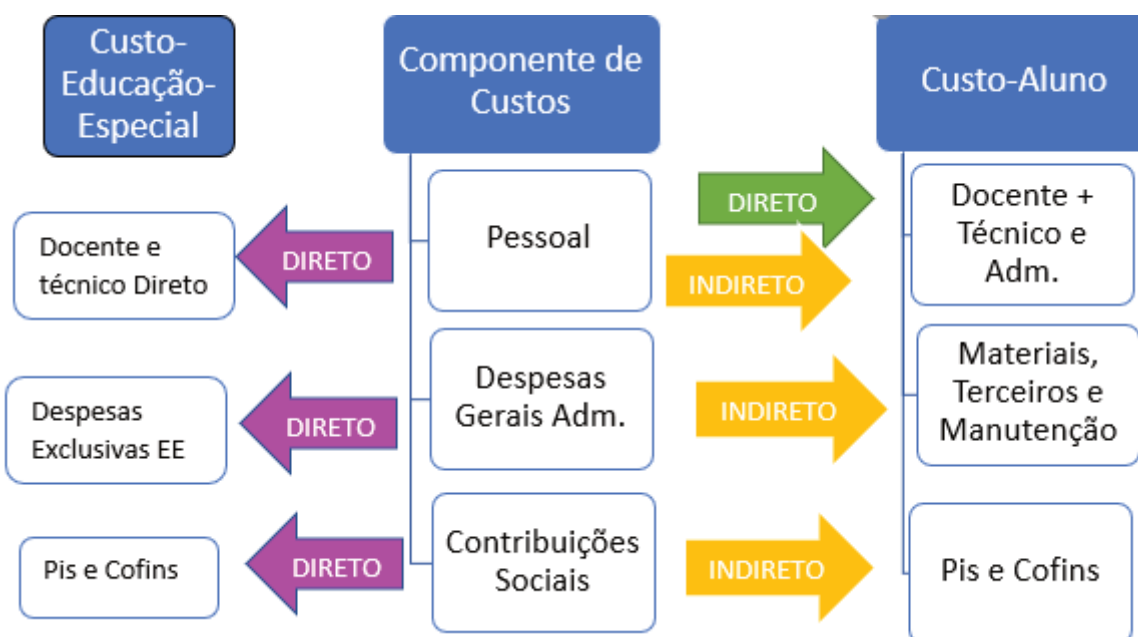 Custo-
Educação-
Especial
Componente de
Custos
Custo-Aluno
Docente e
técnico Direto
DIRETO
Pessoal
DIRETO
INDIRETO
Docente +
Técnico e
Adm.
Despesas
Exclusivas EE
DIRETO
Despesas
Gerais Adm.
INDIRETO
Materiais,
Terceiros e
Manutenção
Pis e Cofins
DIRETO
Contribuições
Sociais
INDIRETO
Pis e Cofins